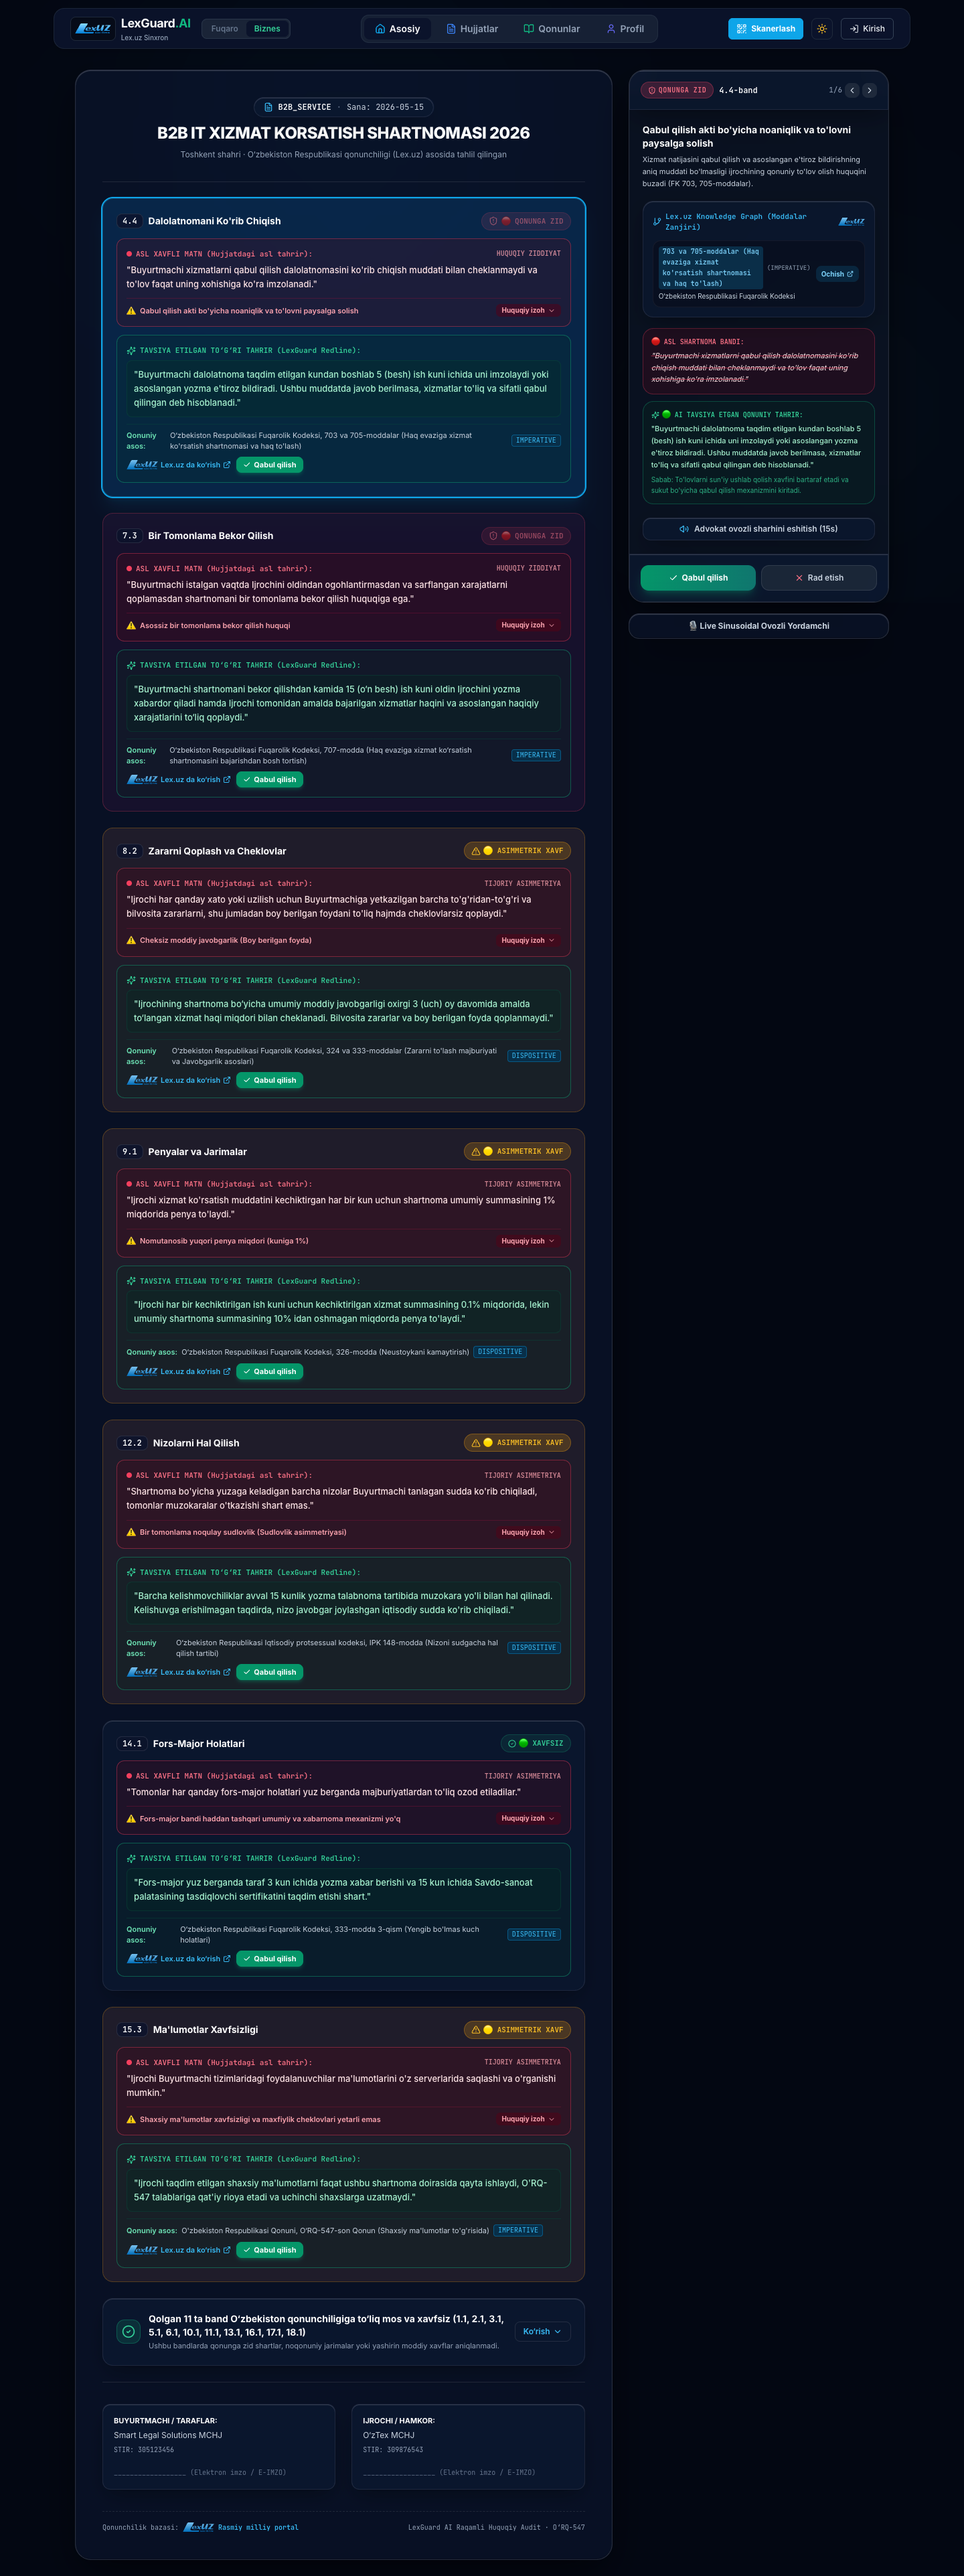 LexUZ
LexGuard.AI
Lex.uz Sinxron
Fuqaro
Biznes
Asosiy
Hujjatlar
Qonunlar
Profil
Skanerlash
Kirish
B2B_SERVICE · Sana: 2026-05-15
B2B IT XIZMAT KORSATISH SHARTNOMASI 2026
Toshkent shahri · O'zbekiston Respublikasi qonunchiligi (Lex.uz) asosida tahlil qilingan
4.4 Dalolatnomani Ko'rib Chiqish
QONUNGA ZID
ASL XAVFLI MATN (Hujjatdagi asl tahrir):
HUQUQIY ZIDDIYAT
"Buyurtmachi xizmatlarni qabul qilish dalolatnomasini ko'rib chiqish muddati bilan cheklanmaydi va
to'lov faqat uning xohishiga ko'ra imzolanadi."
Qabul qilish akti bo'yicha noaniqlik va to'lovni paysalga solish
Huquqiy izoh
TAVSIYA ETILGAN TO'G'RI TAHRIR (LexGuard Redline):
"Buyurtmachi dalolatnoma taqdim etilgan kundan boshlab 5 (besh) ish kuni ichida uni imzolaydi yoki
asoslangan yozma e'tiroz bildiradi. Ushbu muddatda javob berilmasa, xizmatlar to'liq va sifatli qabul
qilingan deb hisoblanadi."
Qonuniy
asos:
O'zbekiston Respublikasi Fuqarolik Kodeksi, 703 va 705-moddalar (Haq evaziga xizmat
ko'rsatish shartnomasi va haq to'lash)
IMPERATIVE
LexUZ Lex.uz da ko'rish
Qabul qilish
7.3 Bir Tomonlama Bekor Qilish
QONUNGA ZID
ASL XAVFLI MATN (Hujjatdagi asl tahrir):
HUQUQIY ZIDDIYAT
"Buyurtmachi istalgan vaqtda Ijrochini oldindan ogohlantirmasdan va sarflangan xarajatlarni
qoplamasdan shartnomani bir tomonlama bekor qilish huquqiga ega."
Asossiz bir tomonlama bekor qilish huquqi
Huquqiy izoh
TAVSIYA ETILGAN TO'G'RI TAHRIR (LexGuard Redline):
"Buyurtmachi shartnomani bekor qilishdan kamida 15 (o'n besh) ish kuni oldin Ijrochini yozma
xabardor qiladi hamda Ijrochi tomonidan amalda bajarilgan xizmatlar haqini va asoslangan haqiqiy
xarajatlarini to'liq qoplaydi."
Qonuniy
asos:
O'zbekiston Respublikasi Fuqarolik Kodeksi, 707-modda (Haq evaziga xizmat ko'rsatish
shartnomasini bajarishdan bosh tortish)
IMPERATIVE
LexUZ Lex.uz da ko'rish
Qabul qilish
8.2 Zararni Qoplash va Cheklovlar
ASIMMETRIK XAVF
ASL XAVFLI MATN (Hujjatdagi asl tahrir):
TIJORIY ASIMMETRIYA
"Ijrochi har qanday xato yoki uzilish uchun Buyurtmachiga yetkazilgan barcha to'g'ridan-to'g'ri va
bilvosita zararlarni, shu jumladan boy berilgan foydani to'liq hajmda cheklovlarsiz qoplaydi."
Cheksiz moddiy javobgarlik (Boy berilgan foyda)
Huquqiy izoh
TAVSIYA ETILGAN TO'G'RI TAHRIR (LexGuard Redline):
"Ijrochining shartnoma bo'yicha umumiy moddiy javobgarligi oxirgi 3 (uch) oy davomida amalda
to'langan xizmat haqi miqdori bilan cheklanadi. Bilvosita zararlar va boy berilgan foyda qoplanmaydi."
Qonuniy
asos:
O'zbekiston Respublikasi Fuqarolik Kodeksi, 324 va 333-moddalar (Zararni to'lash majburiyati
va Javobgarlik asoslari)
DISPOSITIVE
LexUZ Lex.uz da ko'rish
Qabul qilish
9.1 Penyalar va Jarimalar
ASIMMETRIK XAVF
ASL XAVFLI MATN (Hujjatdagi asl tahrir):
TIJORIY ASIMMETRIYA
"Ijrochi xizmat ko'rsatish muddatini kechiktirgan har bir kun uchun shartnoma umumiy summasining 1%
miqdorida penya to'laydi."
Nomutanosib yuqori penya miqdori (kuniga 1%)
Huquqiy izoh
TAVSIYA ETILGAN TO'G'RI TAHRIR (LexGuard Redline):
"Ijrochi har bir kechiktirilgan ish kuni uchun kechiktirilgan xizmat summasining 0.1% miqdorida, lekin
umumiy shartnoma summasining 10% idan oshmagan miqdorda penya to'laydi."
Qonuniy asos: O'zbekiston Respublikasi Fuqarolik Kodeksi, 326-modda (Neustoykani kamaytirish)
DISPOSITIVE
LexUZ Lex.uz da ko'rish
Qabul qilish
12.2 Nizolarni Hal Qilish
ASIMMETRIK XAVF
ASL XAVFLI MATN (Hujjatdagi asl tahrir):
TIJORIY ASIMMETRIYA
"Shartnoma bo'yicha yuzaga keladigan barcha nizolar Buyurtmachi tanlagan sudda ko'rib chiqiladi,
tomonlar muzokaralar o'tkazishi shart emas."
Bir tomonlama noqulay sudlovlik (Sudlovlik asimmetriyasi)
Huquqiy izoh
TAVSIYA ETILGAN TO'G'RI TAHRIR (LexGuard Redline):
"Barcha kelishmovchiliklar avval 15 kunlik yozma talabnoma tartibida muzokara yo'li bilan hal qilinadi.
Kelishuvga erishilmagan taqdirda, nizo javobgar joylashgan iqtisodiy sudda ko'rib chiqiladi."
Qonuniy
asos:
O'zbekiston Respublikasi Iqtisodiy protsessual kodeksi, IPK 148-modda (Nizoni sudgacha hal
qilish tartibi)
DISPOSITIVE
LexUZ Lex.uz da ko'rish
Qabul qilish
14.1 Fors-Major Holatlari
XAVFSIZ
ASL XAVFLI MATN (Hujjatdagi asl tahrir):
TIJORIY ASIMMETRIYA
"Tomonlar har qanday fors-major holatlari yuz berganda majburiyatlardan to'liq ozod etiladilar."
Fors-major bandi haddan tashqari umumiy va xabarnoma mexanizmi yo'q
Huquqiy izoh
TAVSIYA ETILGAN TO'G'RI TAHRIR (LexGuard Redline):
"Fors-major yuz berganda taraf 3 kun ichida yozma xabar berishi va 15 kun ichida Savdo-sanoat
palatasining tasdiqlovchi sertifikatini taqdim etishi shart."
Qonuniy
asos:
O'zbekiston Respublikasi Fuqarolik Kodeksi, 333-modda 3-qism (Yengib bo'lmas kuch
holatlari)
DISPOSITIVE
LexUZ Lex.uz da ko'rish
Qabul qilish
15.3 Ma'lumotlar Xavfsizligi
ASIMMETRIK XAVF
ASL XAVFLI MATN (Hujjatdagi asl tahrir):
TIJORIY ASIMMETRIYA
"Ijrochi Buyurtmachi tizimlaridagi foydalanuvchilar ma'lumotlarini o'z serverlarida saqlashi va o'rganishi
mumkin."
Shaxsiy ma'lumotlar xavfsizligi va maxfiylik cheklovlari yetarli emas
Huquqiy izoh
TAVSIYA ETILGAN TO'G'RI TAHRIR (LexGuard Redline):
"Ijrochi taqdim etilgan shaxsiy ma'lumotlarni faqat ushbu shartnoma doirasida qayta ishlaydi, O'RQ-
547 talablariga qat'iy rioya etadi va uchinchi shaxslarga uzatmaydi."
Qonuniy asos: O'zbekiston Respublikasi Qonuni, O'RQ-547-son Qonun (Shaxsiy ma'lumotlar to'g'risida)
IMPERATIVE
LexUZ Lex.uz da ko'rish
Qabul qilish
Qolgan 11 ta band O'zbekiston qonunchiligiga to'liq mos va xavfsiz (1.1, 2.1, 3.1,
5.1, 6.1, 10.1, 11.1, 13.1, 16.1, 17.1, 18.1)
Ushbu bandlarda qonunga zid shartlar, noqonuniy jarimalar yoki yashirin moddiy xavflar aniqlanmadi.
Ko'rish
BUYURTMACHI / TARAFLAR:
Smart Legal Solutions MCHJ
STIR: 305123456
__________________ (Elektron imzo / E-IMZO)
IJROCHI / HAMKOR:
O'zTex MCHJ
STIR: 309876543
__________________ (Elektron imzo / E-IMZO)
Qonunchilik bazasi: LexUZ Rasmiy milliy portal
LexGuard AI Raqamli Huquqiy Audit · O'RQ-547
QONUNGA ZID
4.4-band
1/6
Qabul qilish akti bo'yicha noaniqlik va to'lovni
paysalga solish
Xizmat natijasini qabul qilish va asoslangan e'tiroz bildirishning
aniq muddati bo'lmasligi ijrochining qonuniy to'lov olish huquqini
buzadi (FK 703, 705-moddalar).
Lex.uz Knowledge Graph (Moddalar
Zanjiri)
LexUZ
703 va 705-moddalar (Haq
evaziga xizmat
ko'rsatish shartnomasi
va haq to'lash)
(IMPERATIVE)
Ochish
O'zbekiston Respublikasi Fuqarolik Kodeksi
ASL SHARTNOMA BANDI:
"Buyurtmachi xizmatlarni qabul qilish dalolatnomasini ko'rib
chiqish muddati bilan cheklanmaydi va to'lov faqat uning
xohishiga ko'ra imzolanadi."
AI TAVSIYA ETGAN QONUNIY TAHRIR:
"Buyurtmachi dalolatnoma taqdim etilgan kundan boshlab 5
(besh) ish kuni ichida uni imzolaydi yoki asoslangan yozma
e'tiroz bildiradi. Ushbu muddatda javob berilmasa, xizmatlar
to'liq va sifatli qabul qilingan deb hisoblanadi."
Sabab: To'lovlarni sun'iy ushlab qolish xavfini bartaraf etadi va
sukut bo'yicha qabul qilish mexanizmini kiritadi.
Advokat ovozli sharhini eshitish (15s)
Qabul qilish
Rad etish
Live Sinusoidal Ovozli Yordamchi